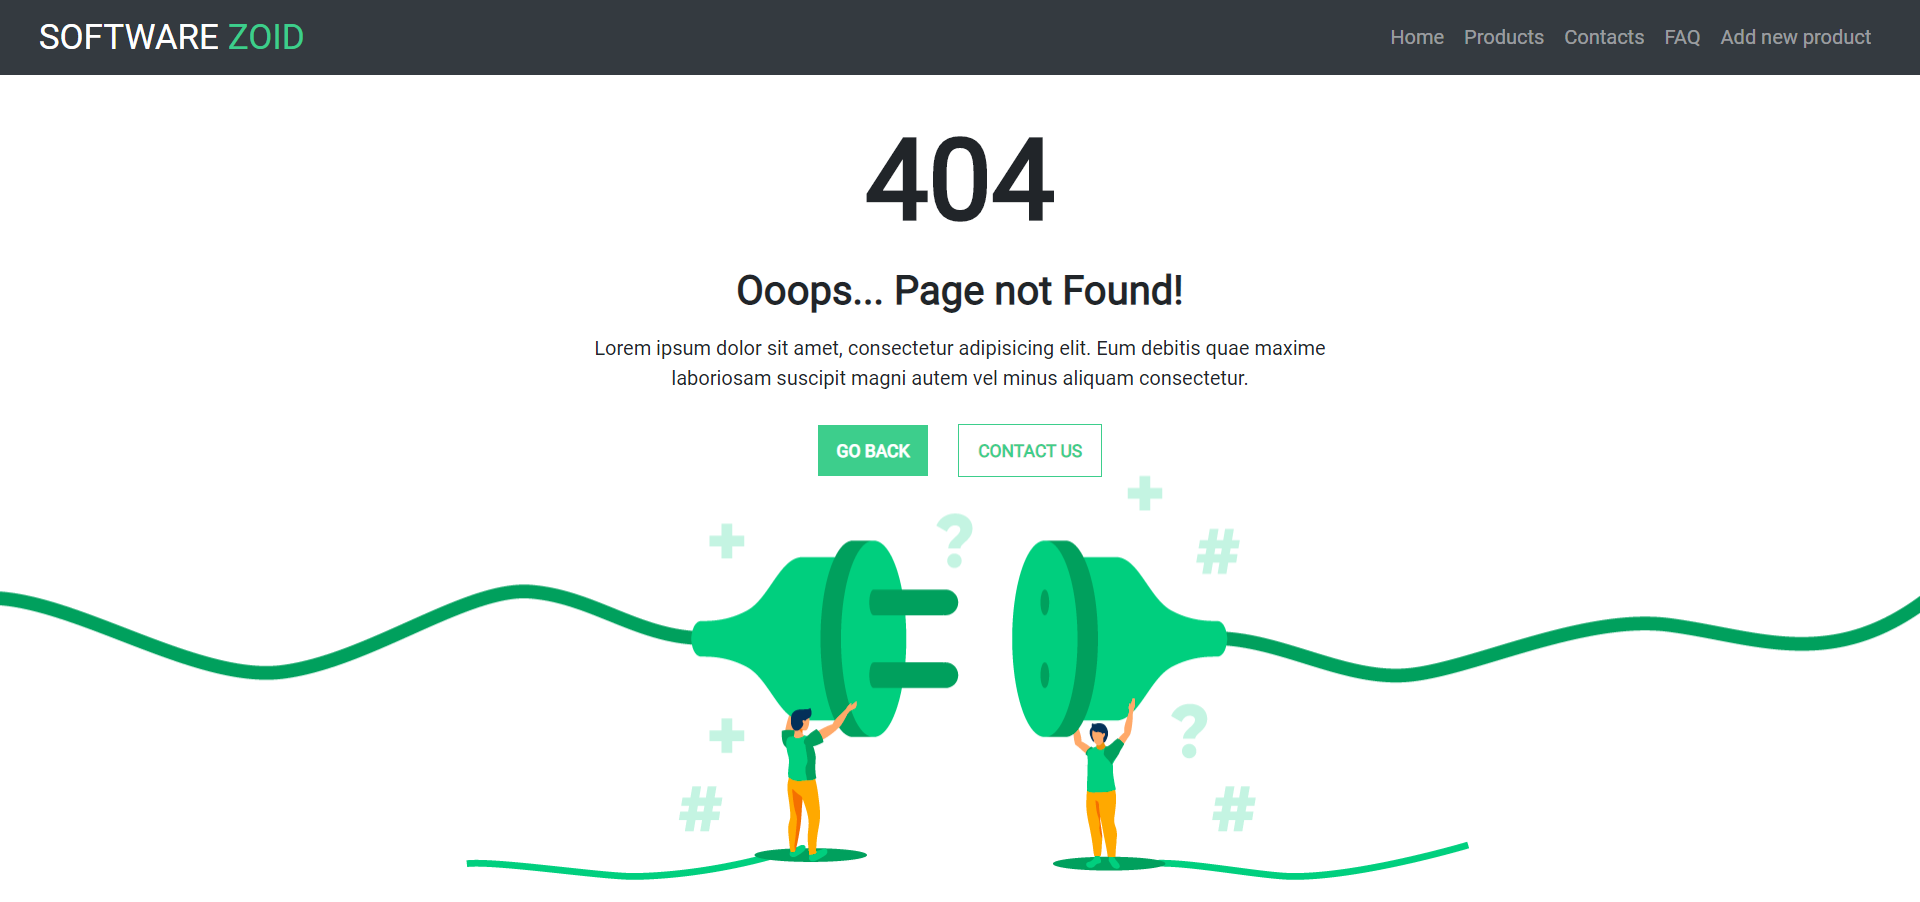 SOFTWARE ZOID
Home Products Contacts FAQ Add new product
404
Ooops... Page not Found!
Lorem ipsum dolor sit amet, consectetur adipisicing elit. Eum debitis quae maxime
laboriosam suscipit magni autem vel minus aliquam consectetur.
GO BACK CONTACT US
+
?
+
#
+
?
#
#